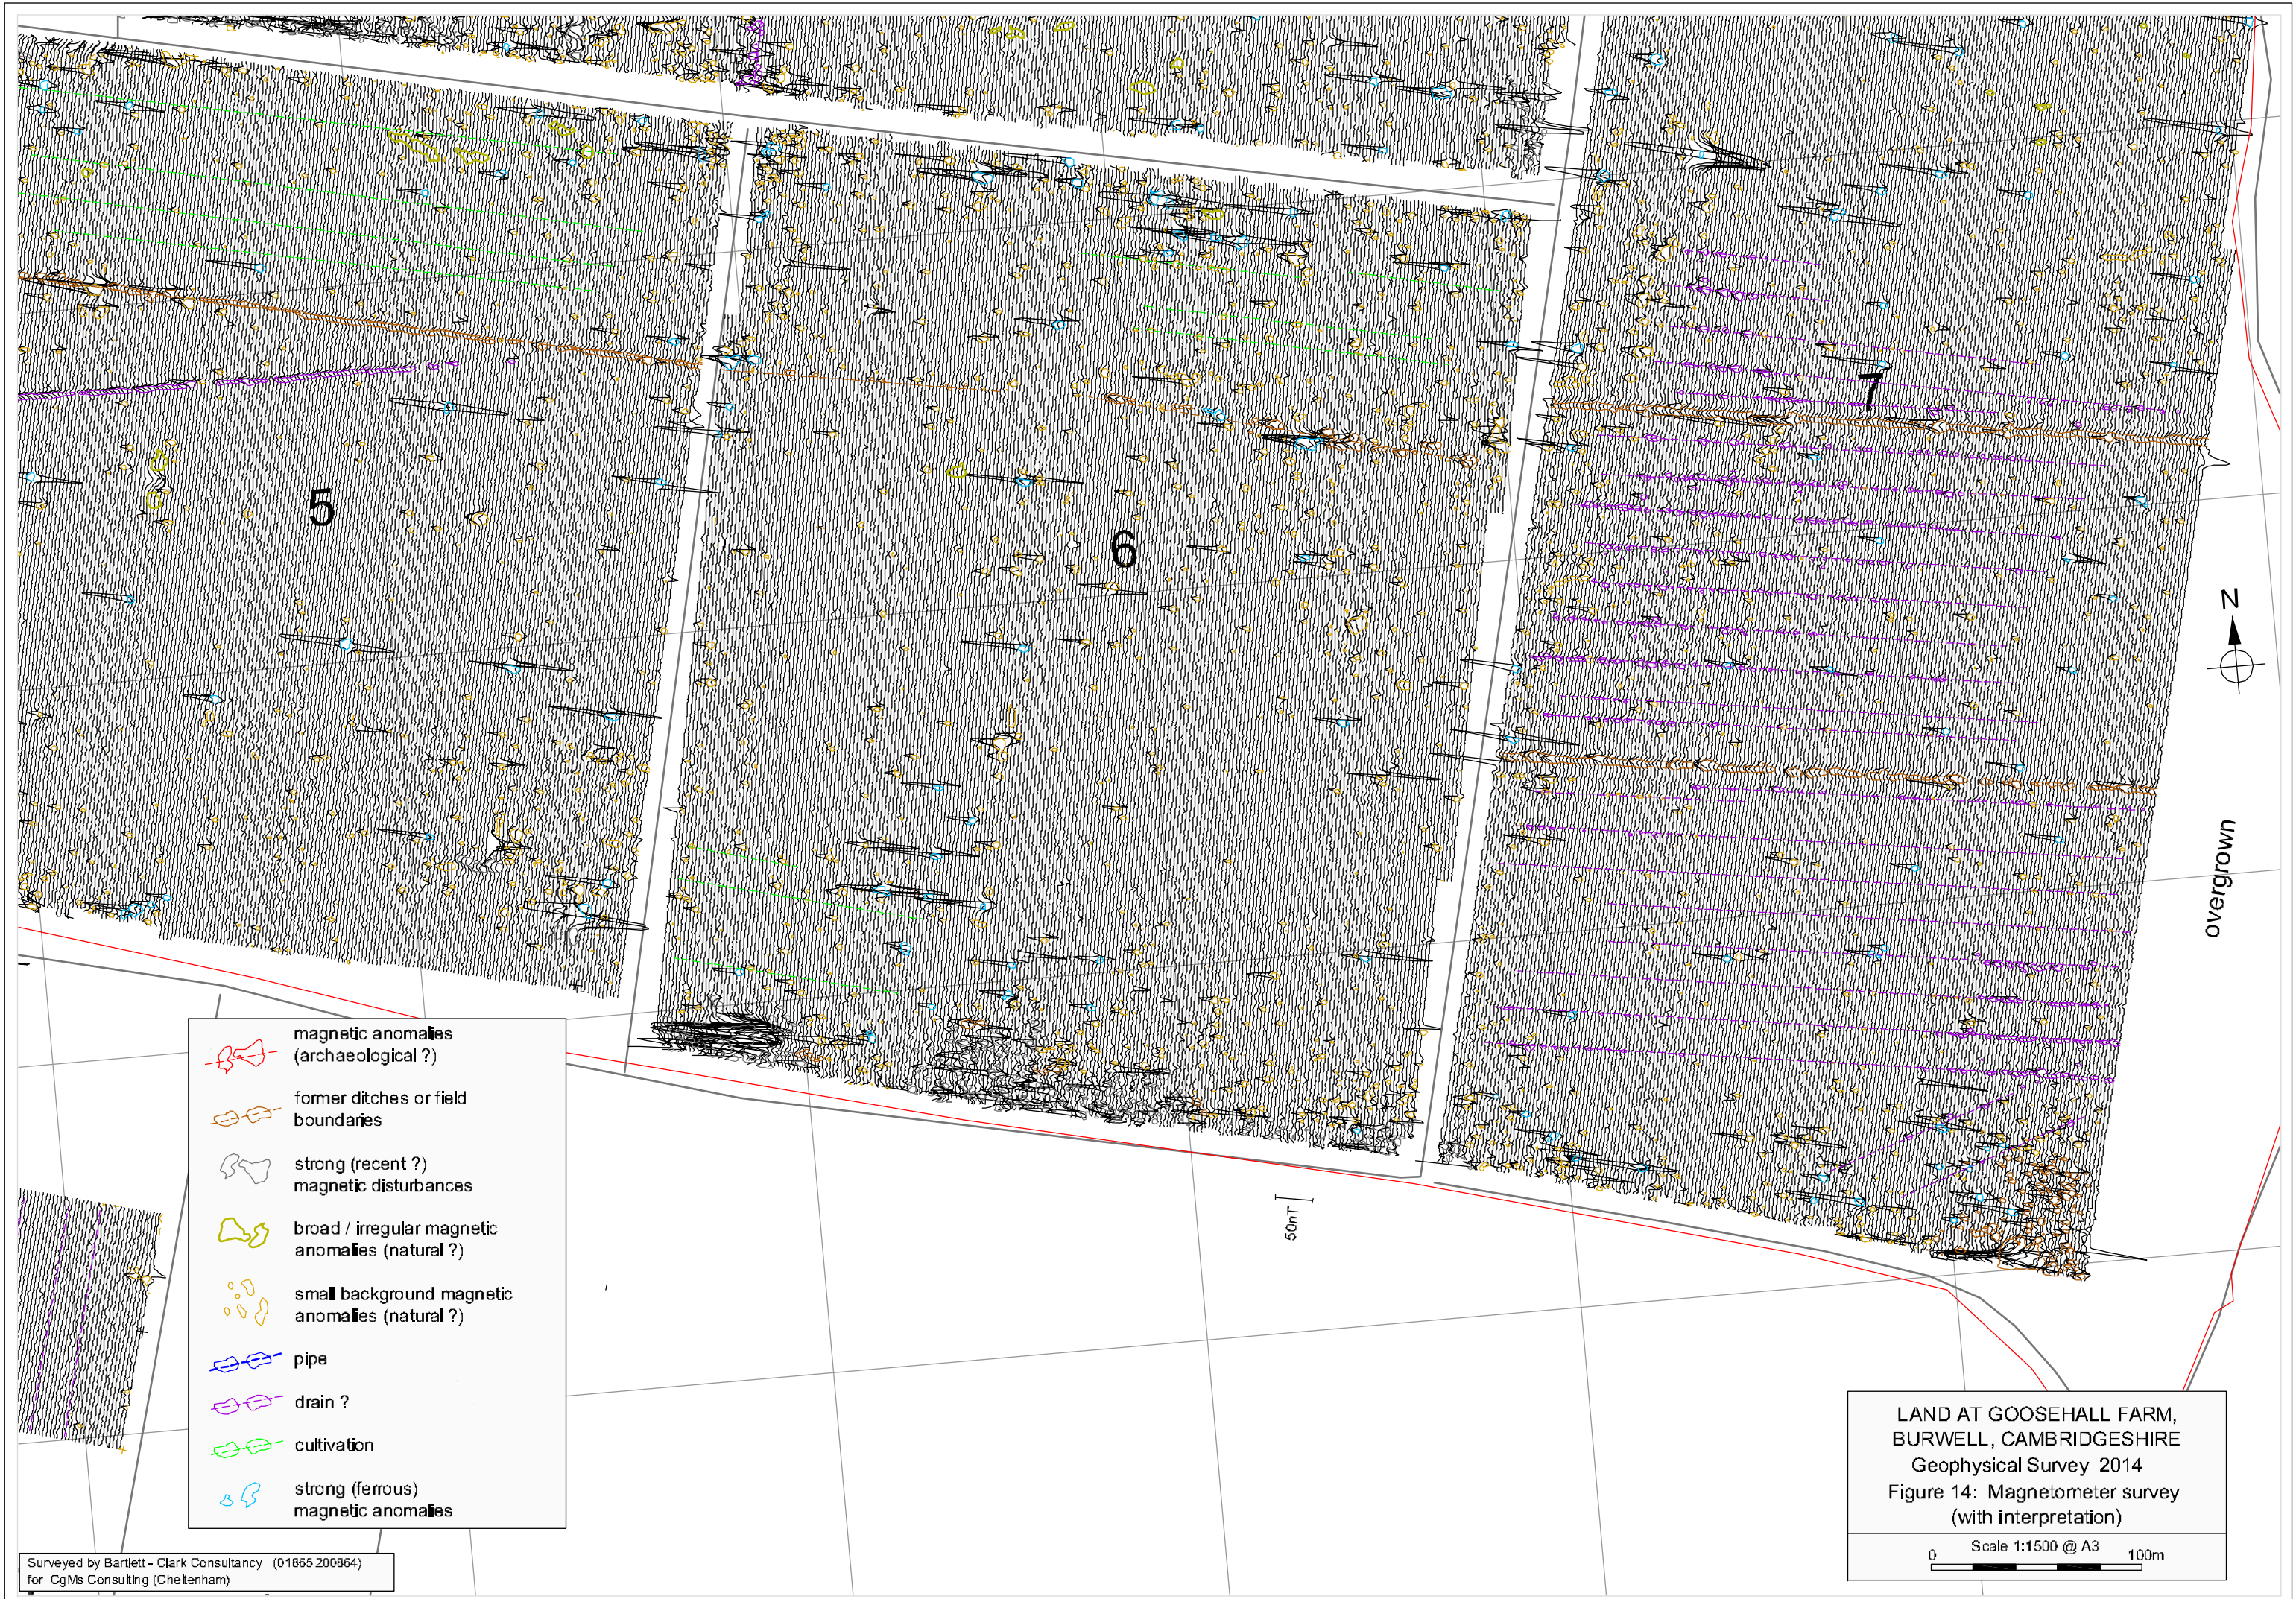 5
6
7
N
overgrown
50nT
magnetic anomalies
(archaeological ?)
former ditches or field
boundaries
strong (recent ?)
magnetic disturbances
broad / irregular magnetic
anomalies (natural ?)
small background magnetic
anomalies (natural ?)
pipe
drain ?
cultivation
strong (ferrous)
magnetic anomalies
Surveyed by Bartlett - Clark Consultancy (01865 200864)
for CgMs Consulting (Cheltenham)
LAND AT GOOSEHALL FARM,
BURWELL, CAMBRIDGESHIRE
Geophysical Survey 2014
Figure 14: Magnetometer survey
(with interpretation)
Scale 1:1500 @ A3
0 100m